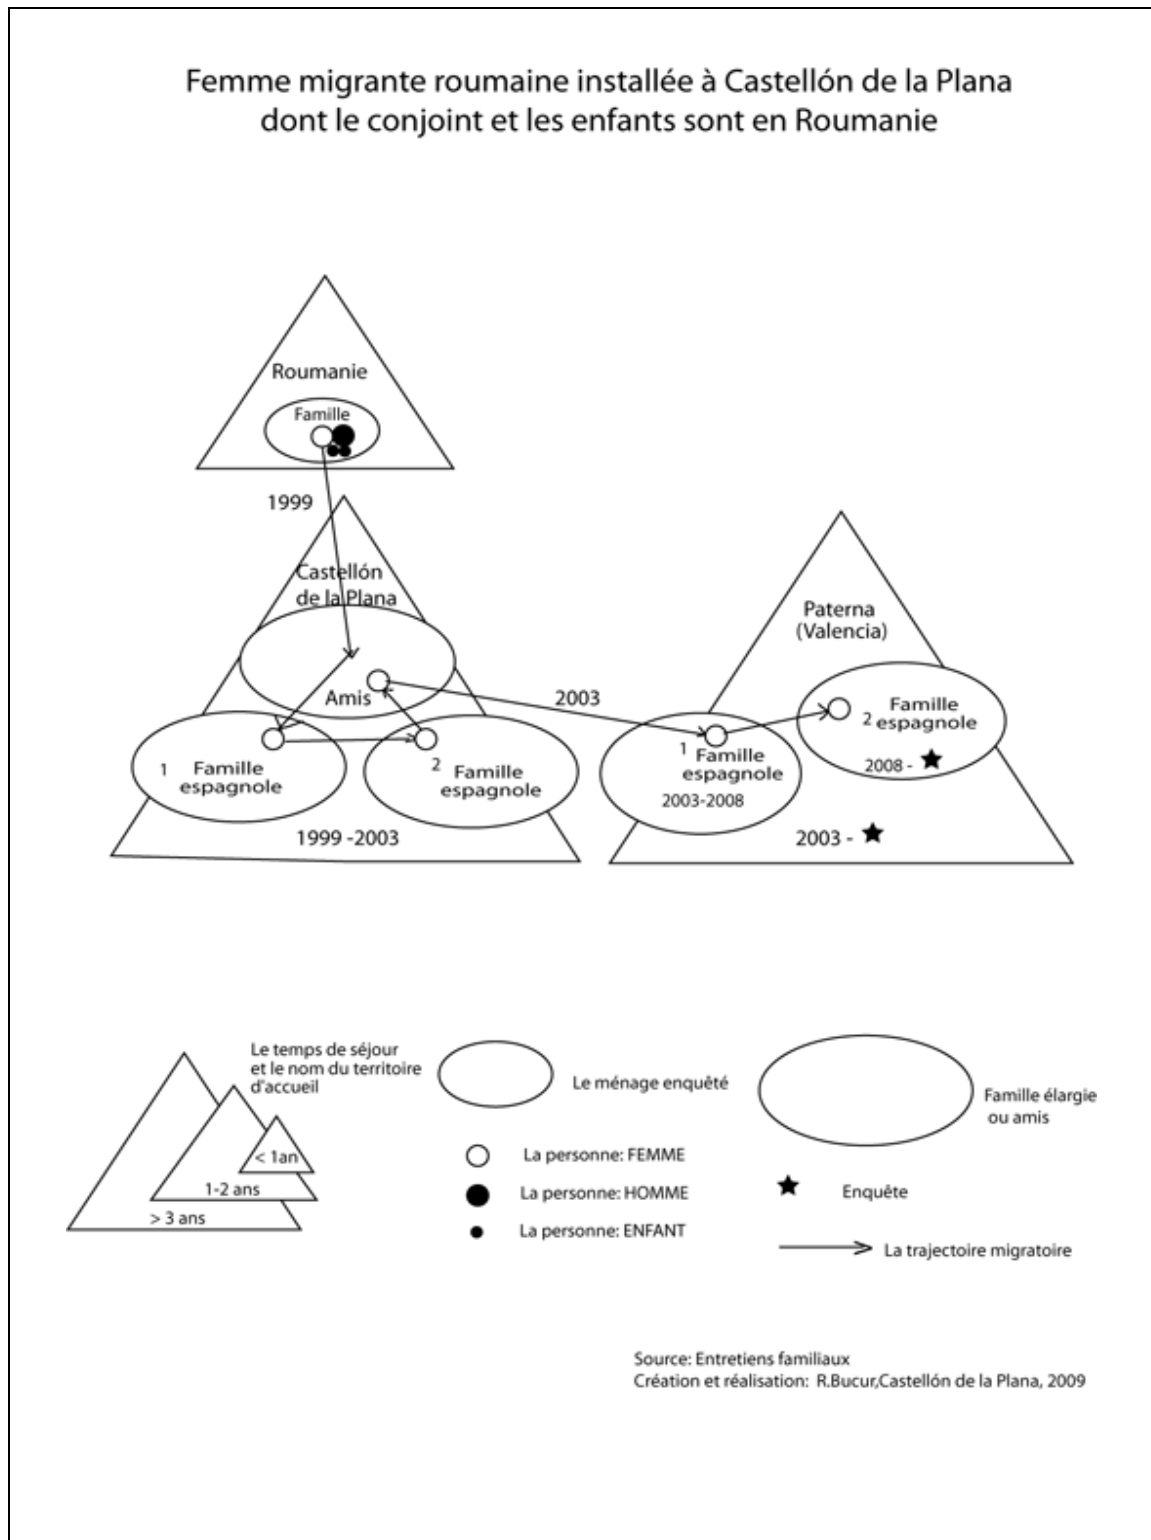 Femme migrante roumaine installée à Castellón de la Plana
dont le conjoint et les enfants sont en Roumanie
Roumanie
Famille
1999
Castellón
de la Plana
Amis
1 Famille
espagnole
2 Famille
espagnole
1999 -2003
2003
Paterna
(Valencia)
1 Famille
espagnole
2003-2008
2 Famille
espagnole
2008 -
2003 -
Le temps de séjour
et le nom du territoire
d'accueil
< 1an
1-2 ans
> 3 ans
Le ménage enquêté
La personne: FEMME
La personne: HOMME
La personne: ENFANT
Famille élargie
ou amis
Enquête
La trajectoire migratoire
Source: Entretiens familiaux
Création et réalisation: R.Bucur,Castellón de la Plana, 2009